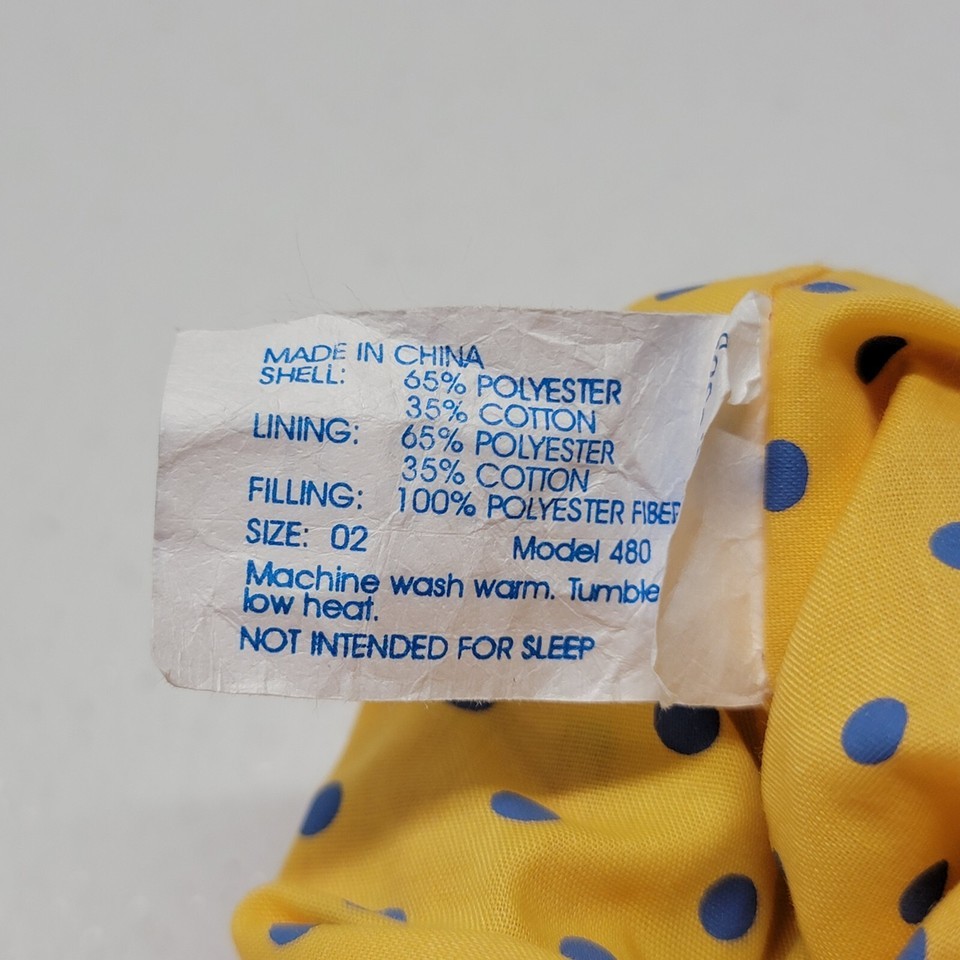 MADE IN CHINA
SHELL: 65% POLYESTER
35% COTTON
LINING: 65% POLYESTER
35% COTTON
FILLING: 100% POLYESTER FIBER
SIZE: 02 Model 480
Machine wash warm. Tumble
low heat.
NOT INTENDED FOR SLEEP